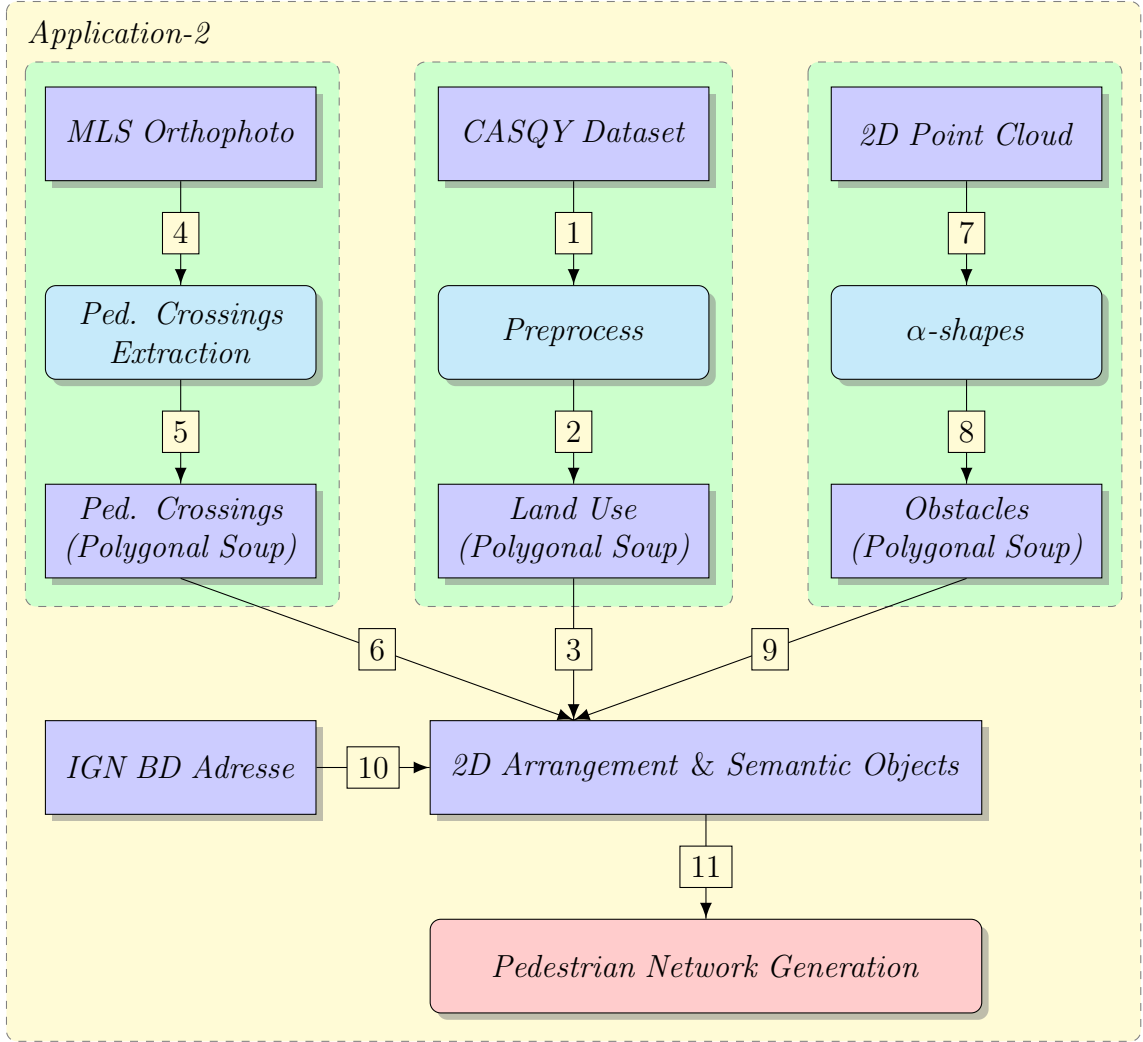 Application-2
MLS Orthophoto
CASQY Dataset
2D Point Cloud
4
1
7
Ped. Crossings
Extraction
Preprocess
α-shapes
5
2
8
Ped. Crossings
(Polygonal Soup)
Land Use
(Polygonal Soup)
Obstacles
(Polygonal Soup)
6
3
9
IGN BD Adresse
10
2D Arrangement & Semantic Objects
11
Pedestrian Network Generation